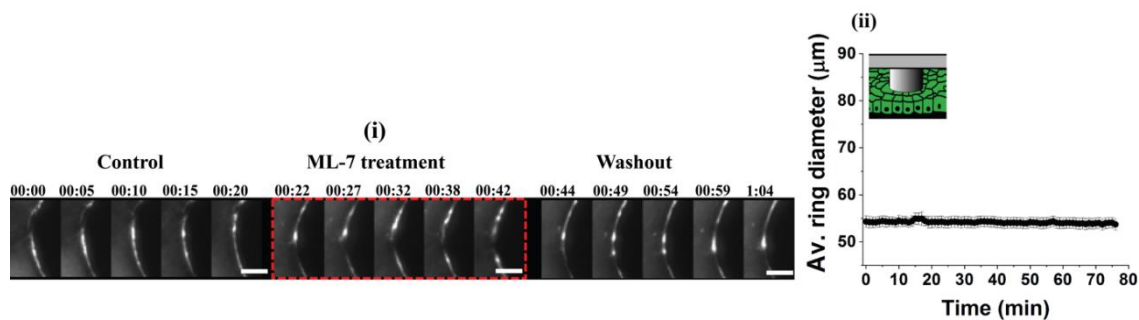 (i)
Control ML-7 treatment Washout
00:00 00:05 00:10 00:15 00:20 00:22 00:27 00:32 00:38 00:42 00:44 00:49 00:54 00:59 1:04
(ii)
Av. ring diameter (μm)
90
80
70
60
50
0 10 20 30 40 50 60 70 80
Time (min)